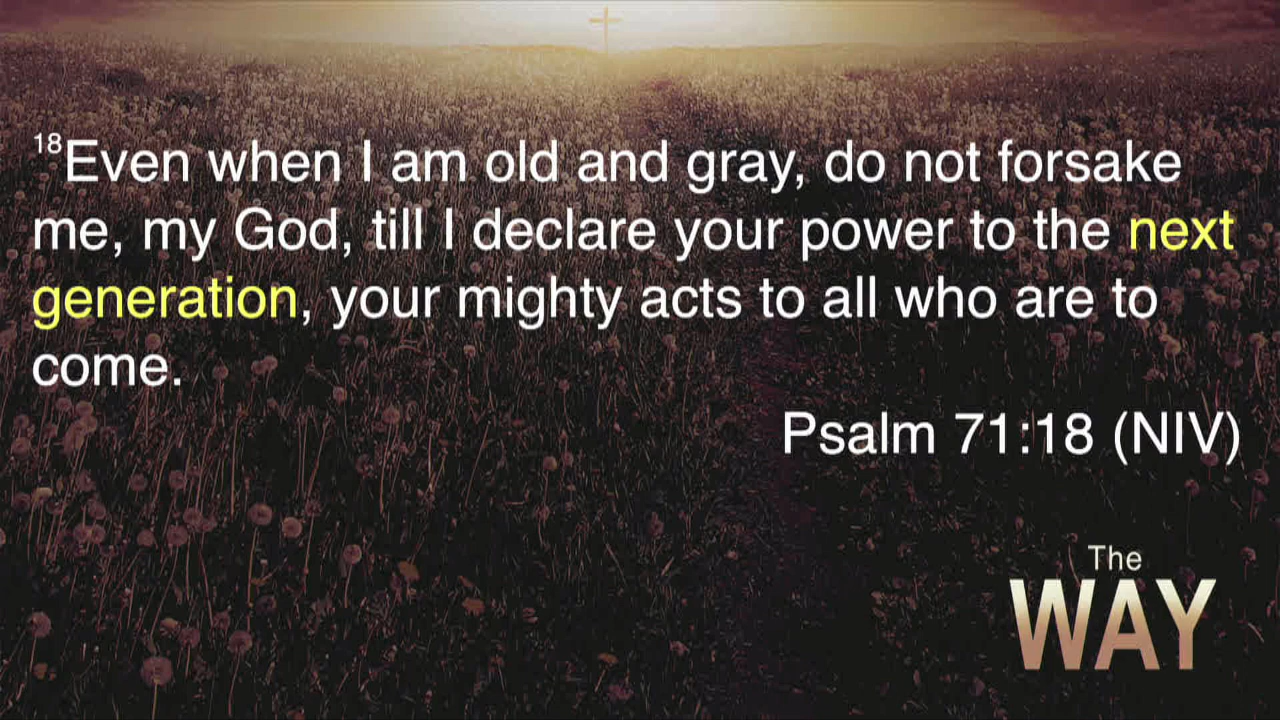 18Even when I am old and gray, do not forsake
me, my God, till I declare your power to the next
generation, your mighty acts to all who are to
come.
Psalm 71:18 (NIV)
The
WAY